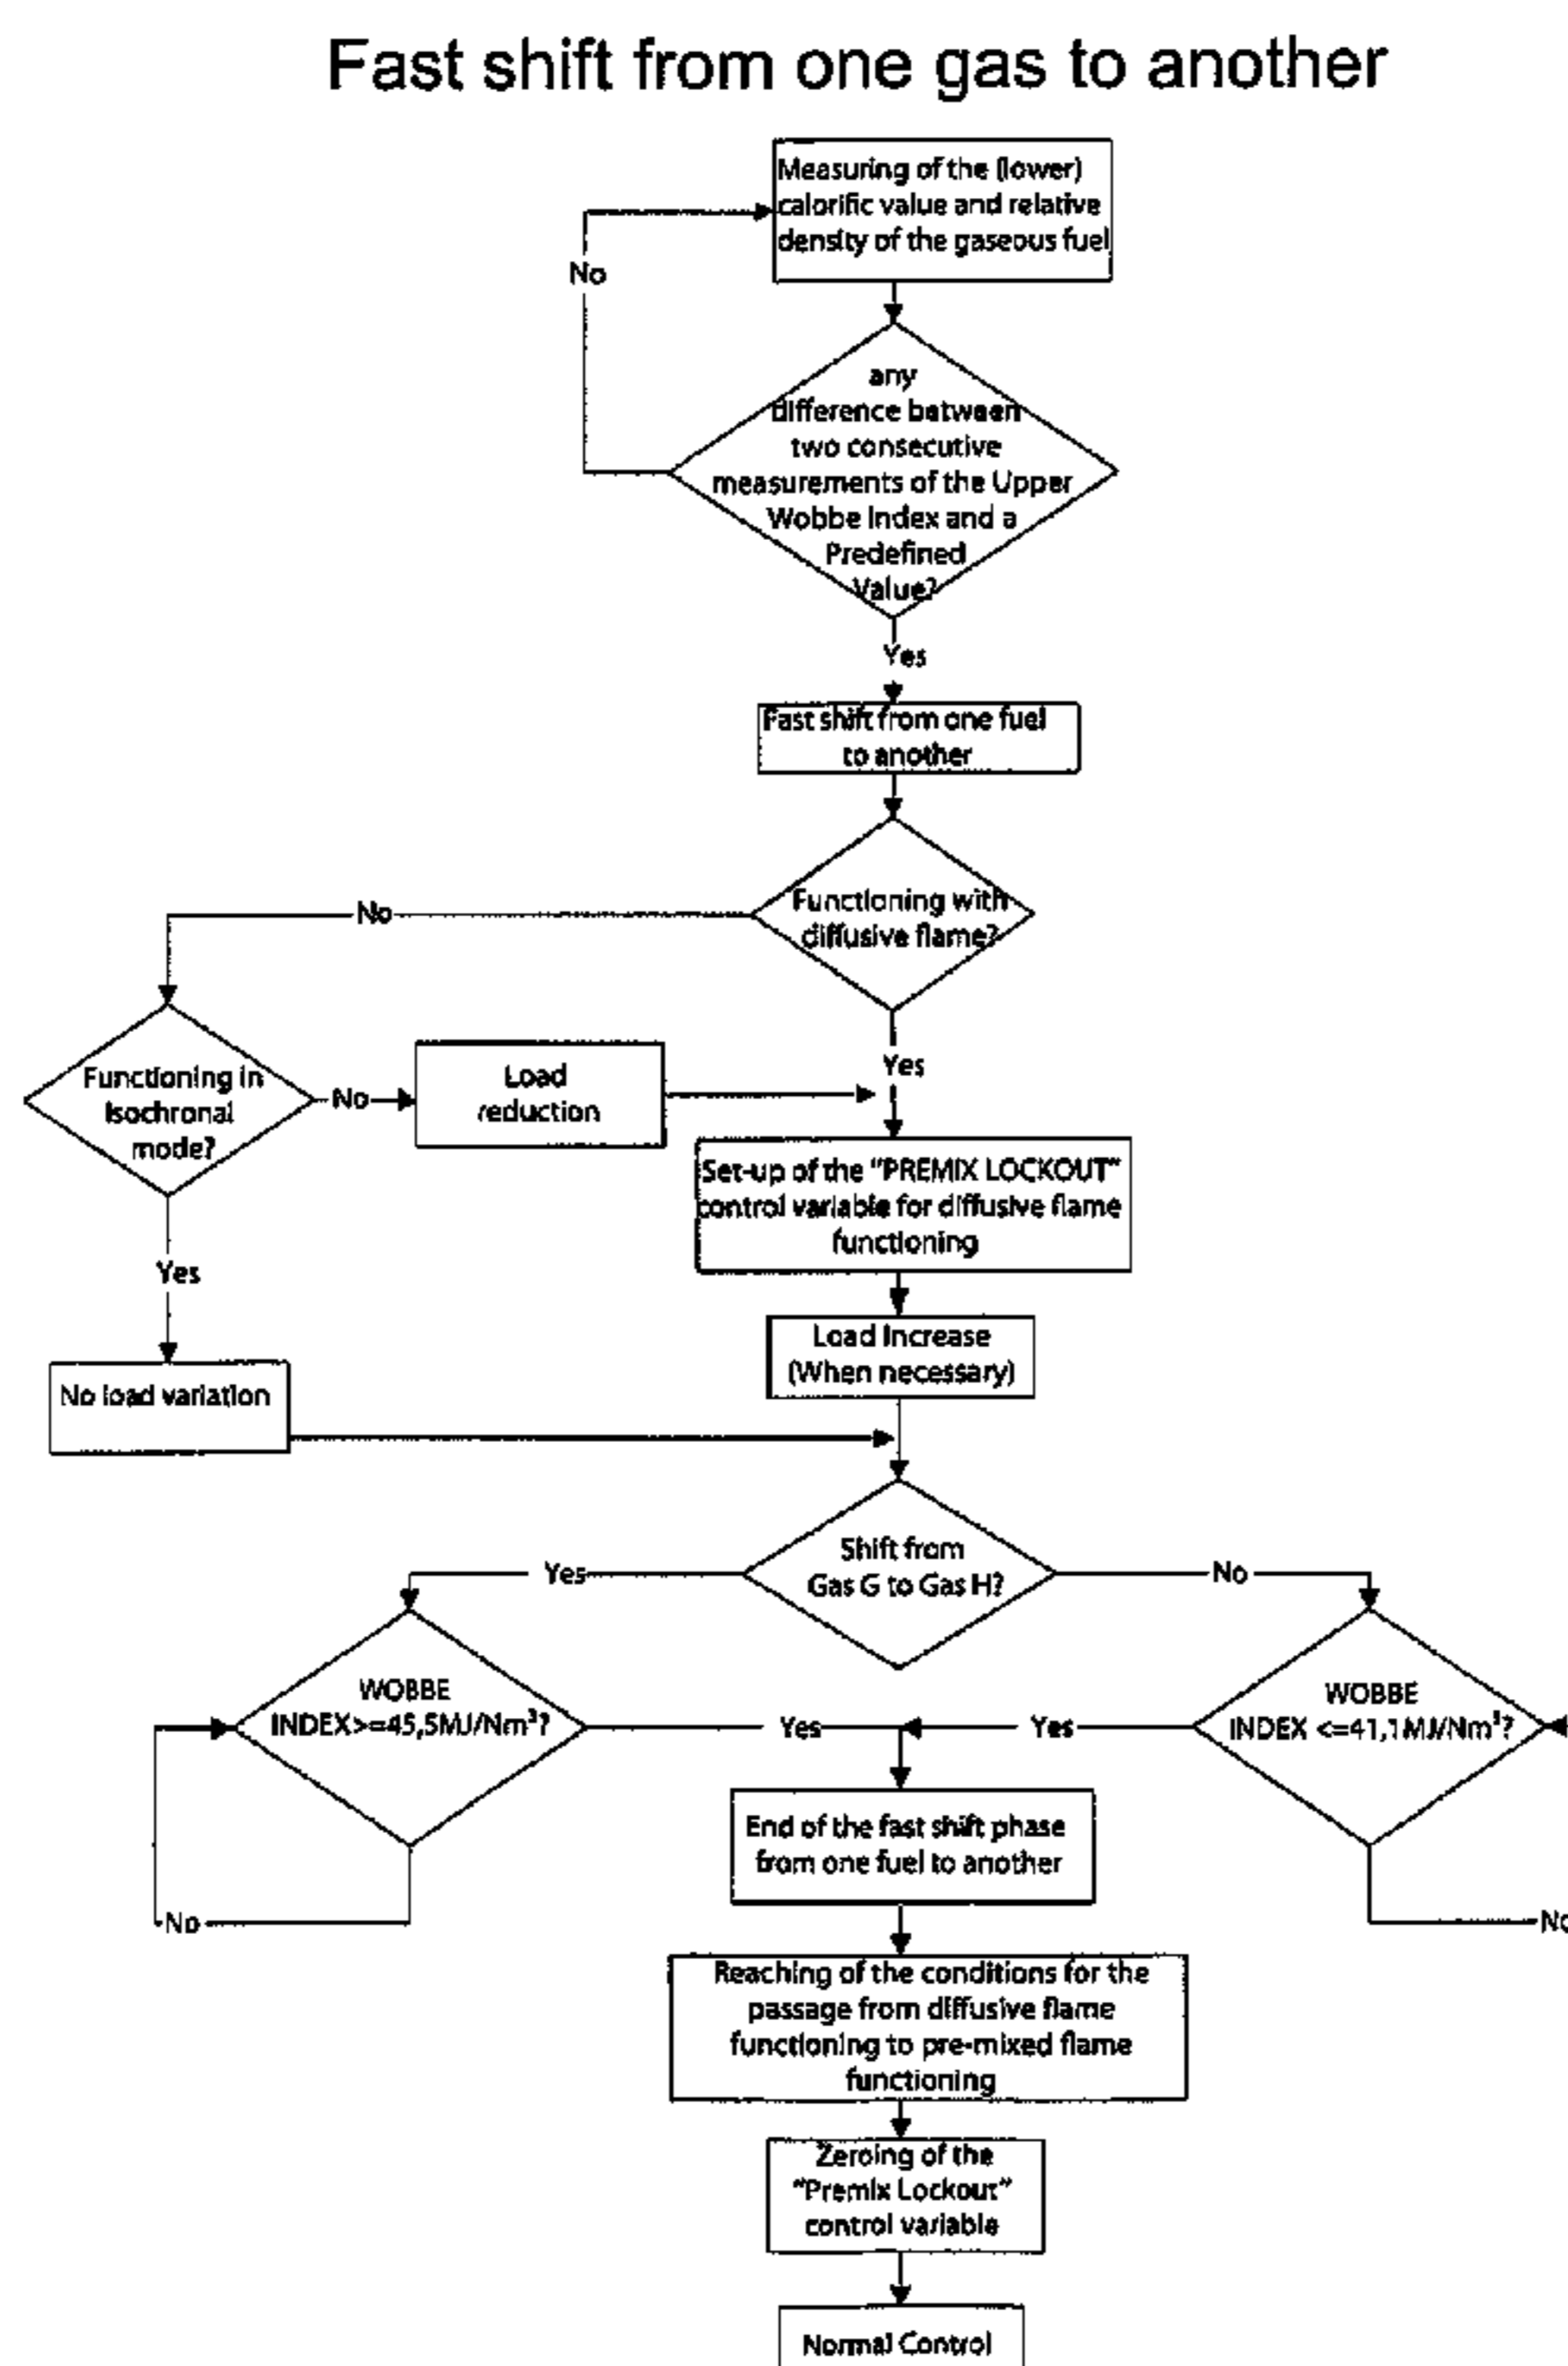 Fast shift from one gas to another
Measuring of the (lower)
calorific value and relative
density of the gaseous fuel
No
any
difference between
two consecutive
measurements of the Upper
Wobbe Index and a
Predefined
Value?
Yes
Fast shift from one fuel
to another
Functioning with
diffusive flame?
No
Yes
Functioning in
Isochronal
mode?
No
Load
reduction
Set-up of the "PREMIX LOCKOUT"
control variable for diffusive flame
functioning
Yes
Load Increase
(When necessary)
No load variation
Shift from
Gas G to Gas H?
Yes
No
WOBBE
INDEX>=45,5MJ/Nm³?
Yes
Yes
WOBBE
INDEX <=41,1MJ/Nm³?
End of the fast shift phase
from one fuel to another
No
No
Reaching of the conditions for the
passage from diffusive flame
functioning to pre-mixed flame
functioning
Zeroing of the
"Premix Lockout"
control variable
Normal Control